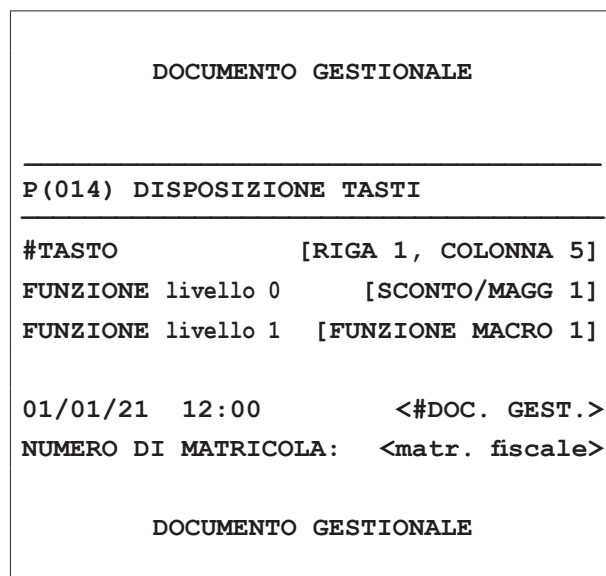 DOCUMENTO GESTIONALE
P(014) DISPOSIZIONE TASTI
#TASTO [RIGA 1, COLONNA 5]
FUNZIONE livello 0 [SCONTO/MAGG 1]
FUNZIONE livello 1 [FUNZIONE MACRO 1]
01/01/21 12:00 <#DOC. GEST.>
NUMERO DI MATRICOLA: <matr. fiscale>
DOCUMENTO GESTIONALE